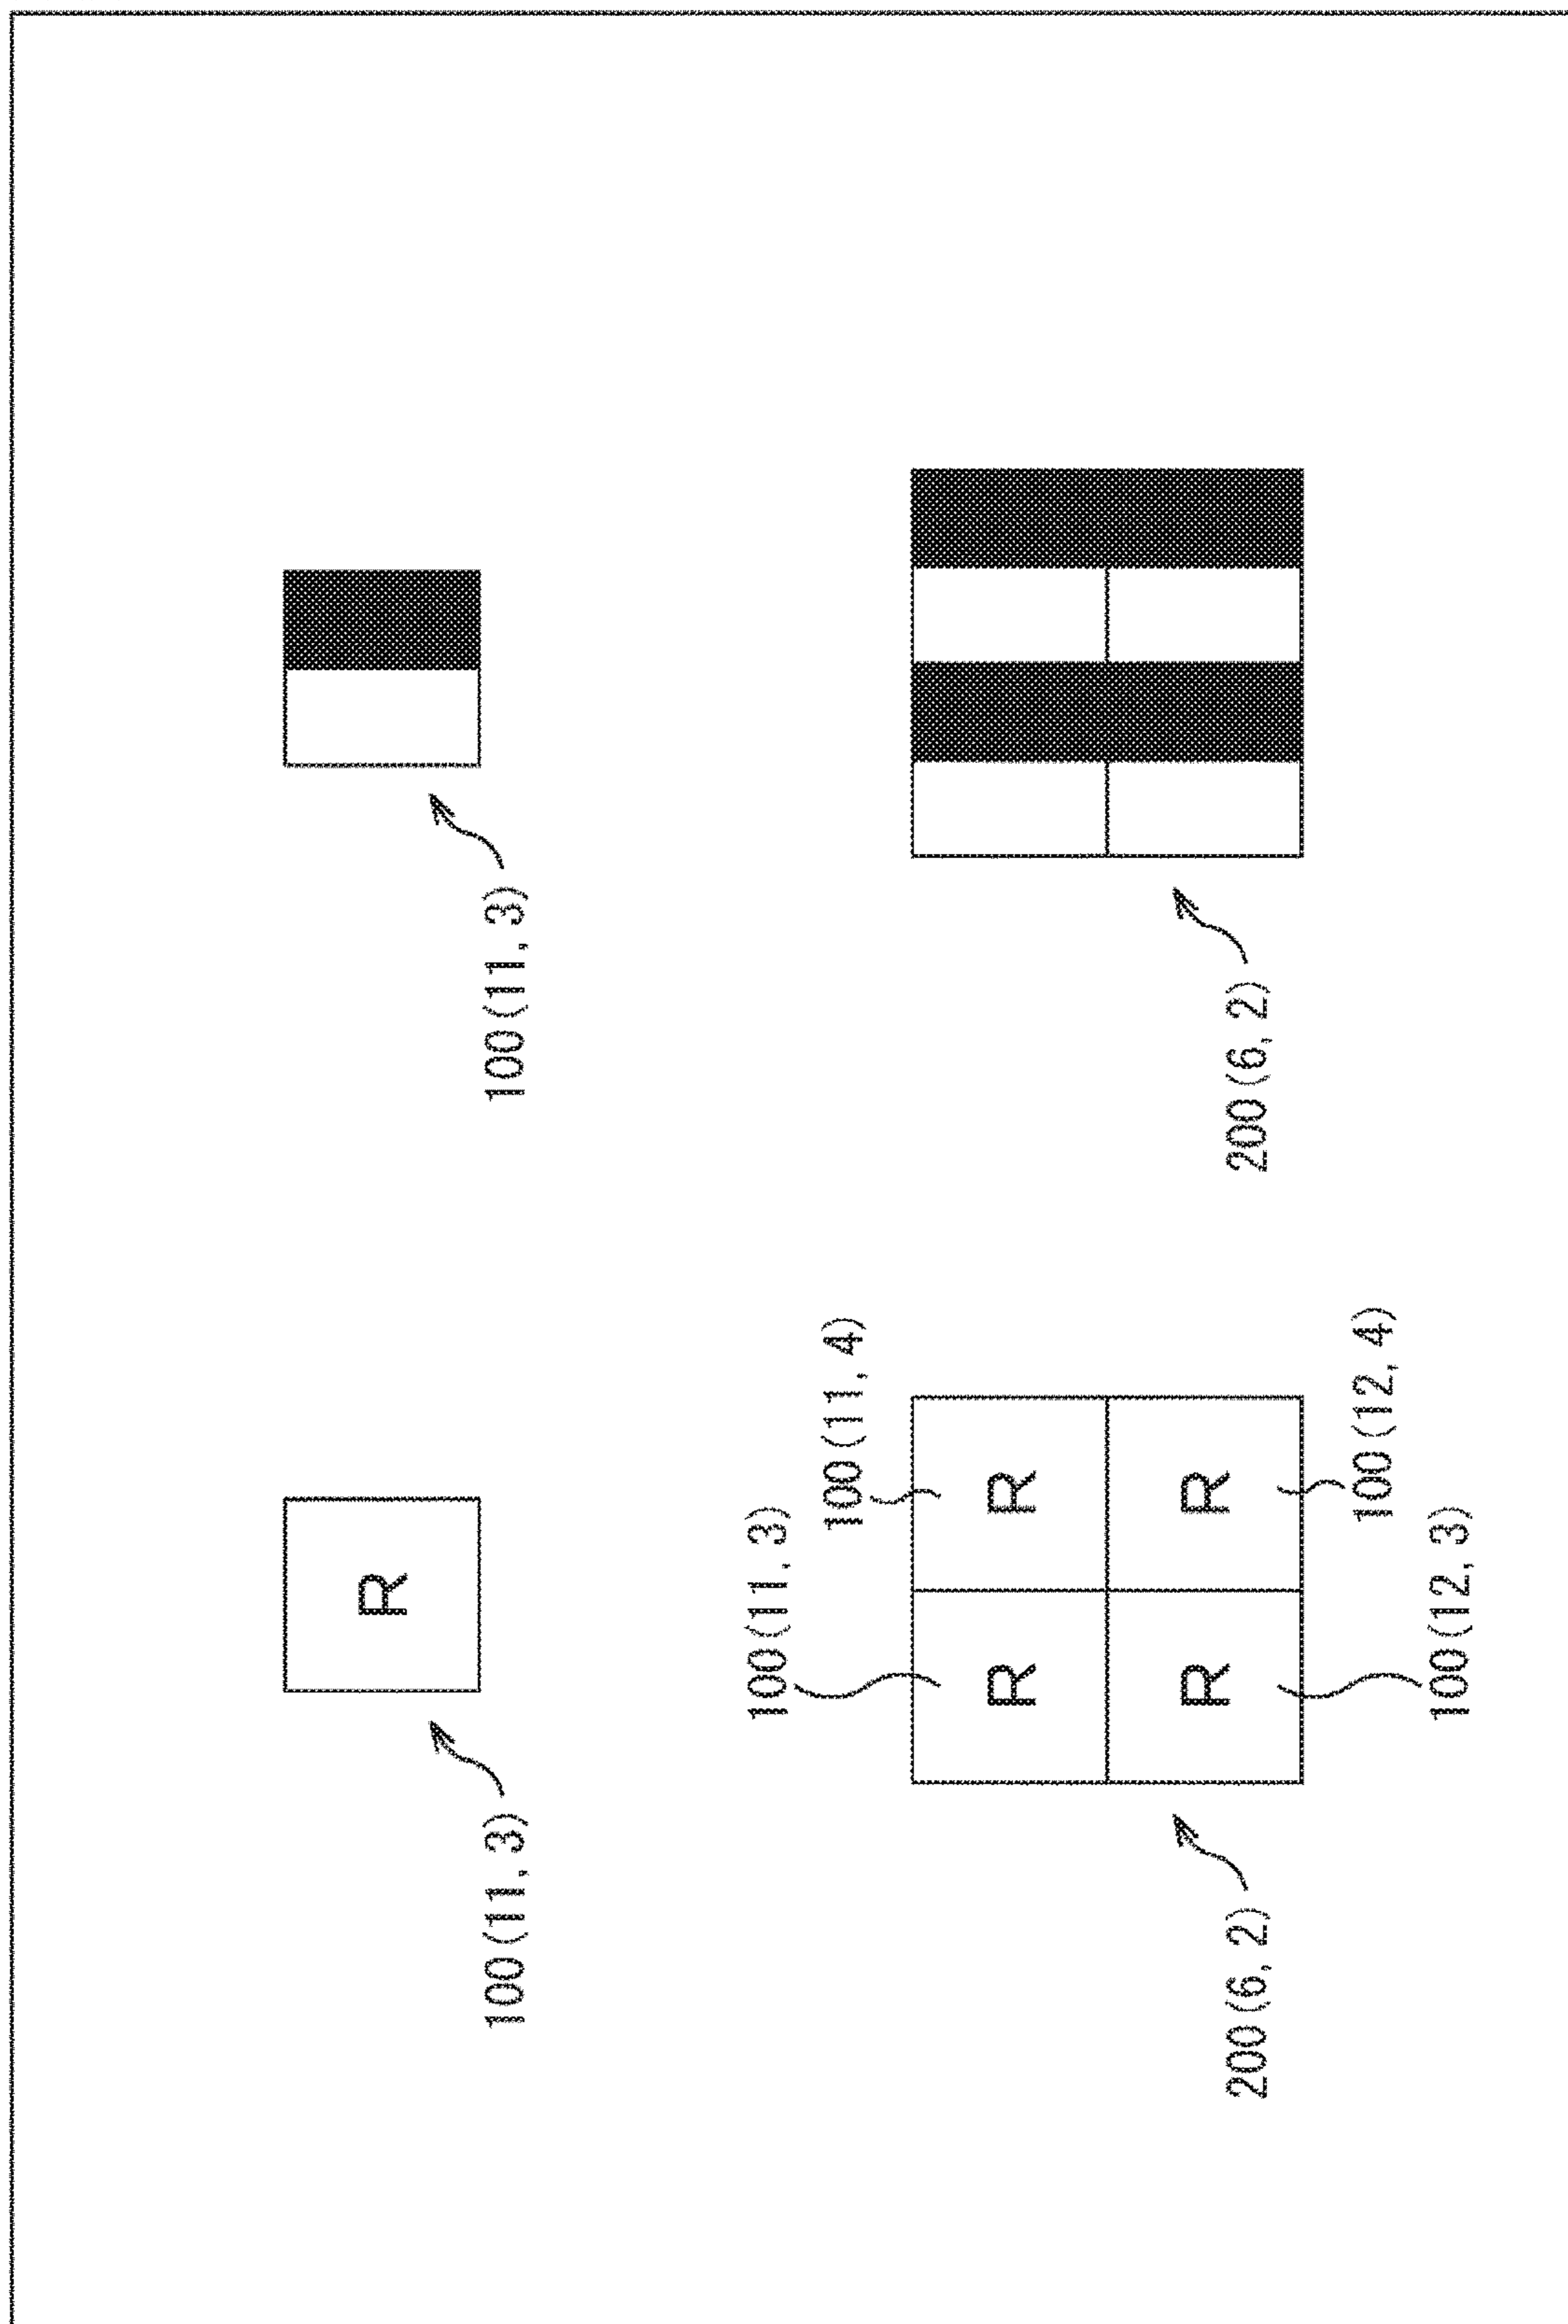 R
100(11, 3)
100(11, 3)
100(11, 3)
100(11, 4)
R R
R R
200(6, 2)
200(6, 2)
100(12, 4)
100(12, 3)